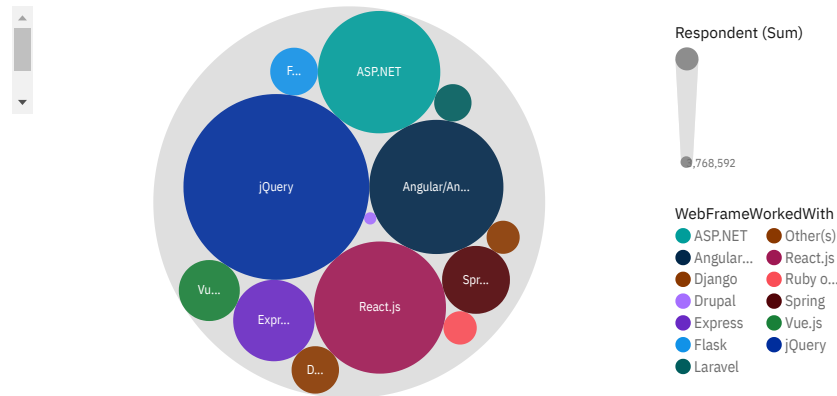 F...
ASP.NET
jQuery
Angular/An...
Vu...
Expr...
React.js
Spr...
D...
Respondent (Sum)
,768,592
WebFrameWorkedWith
ASP.NET
Angular...
Django
Drupal
Express
Flask
Laravel
Other(s)
React.js
Ruby o...
Spring
Vue.js
jQuery